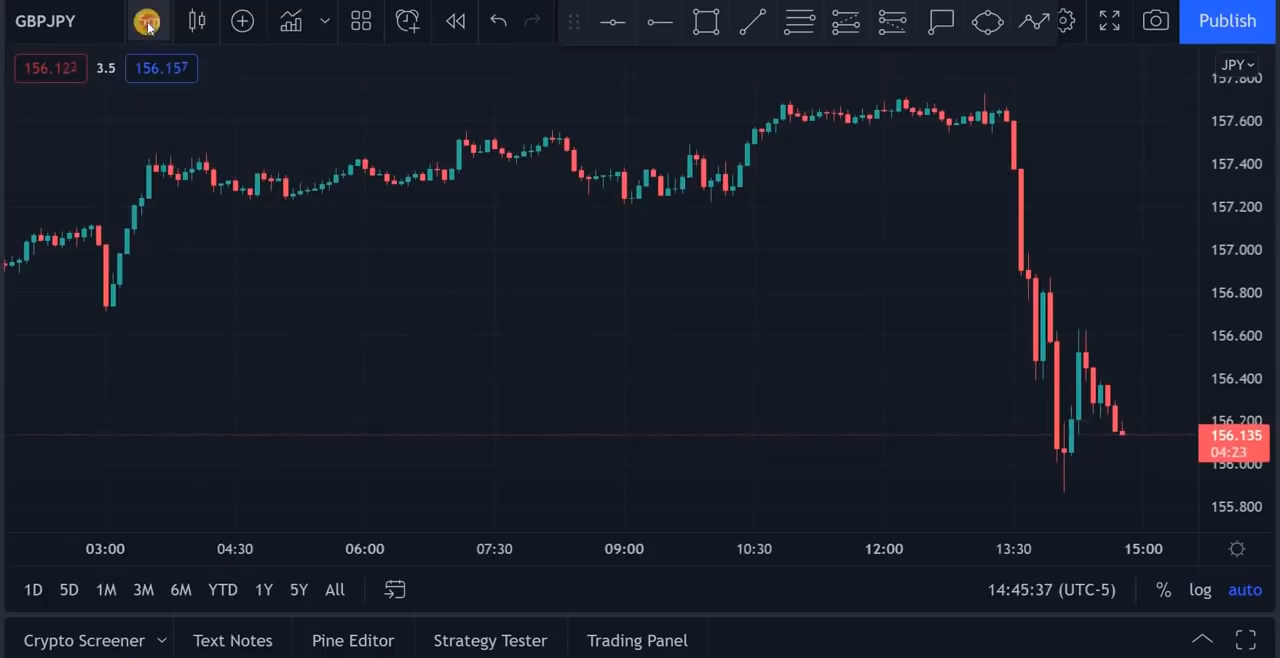 GBPJPY 5m Publish
156.122 3.5 156.157 JPY
157.800
157.600
157.400
157.200
157.000
156.800
156.600
156.400
156.200
156.135
04:23
156.000
155.800
03:00 04:30 06:00 07:30 09:00 10:30 12:00 13:30 15:00
1D 5D 1M 3M 6M YTD 1Y 5Y All 14:45:37 (UTC-5) % log auto
Crypto Screener Text Notes Pine Editor Strategy Tester Trading Panel